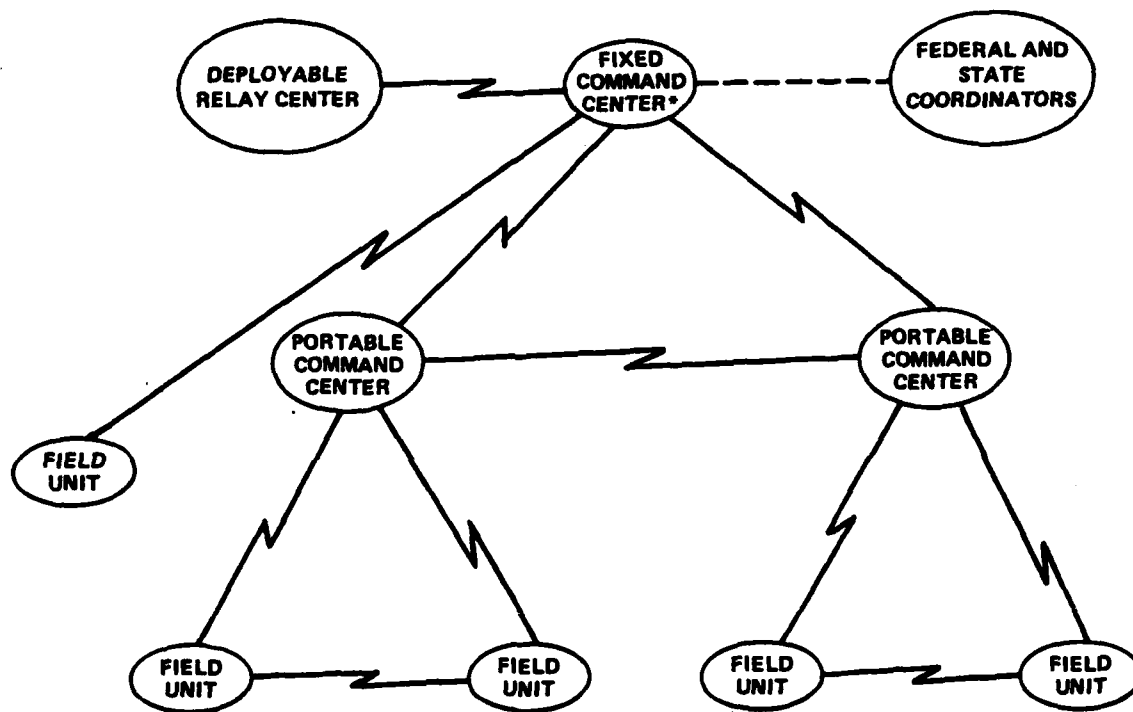 DEPLOYABLE
RELAY CENTER
FIXED
COMMAND
CENTER*
FEDERAL AND
STATE
COORDINATORS
PORTABLE
COMMAND
CENTER
PORTABLE
COMMAND
CENTER
FIELD
UNIT
FIELD
UNIT
FIELD
UNIT
FIELD
UNIT
FIELD
UNIT